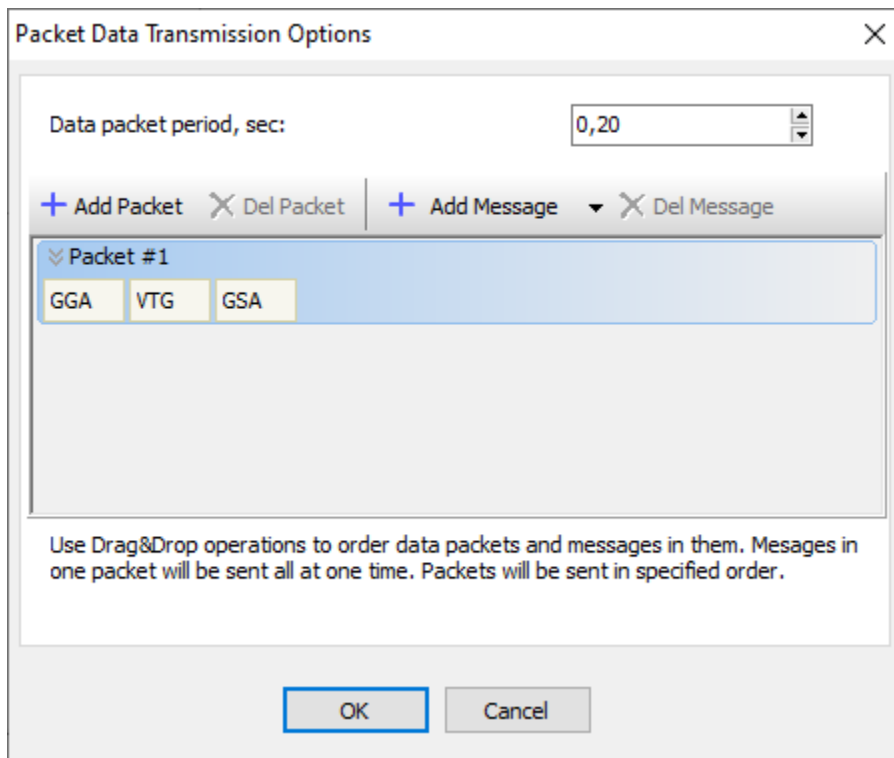 Packet Data Transmission Options
Data packet period, sec: 0,20
Add Packet Del Packet Add Message Del Message
Packet #1
GGA VTG GSA
Use Drag&Drop operations to order data packets and messages in them. Mesages in
one packet will be sent all at one time. Packets will be sent in specified order.
OK Cancel